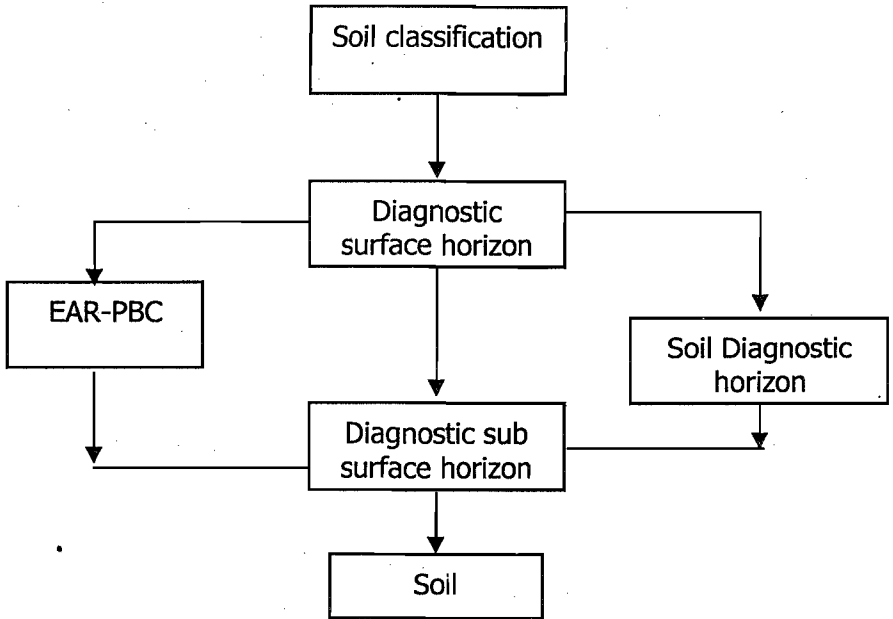 Soil classification
Diagnostic
surface horizon
EAR-PBC
Soil Diagnostic
horizon
Diagnostic sub
surface horizon
Soil